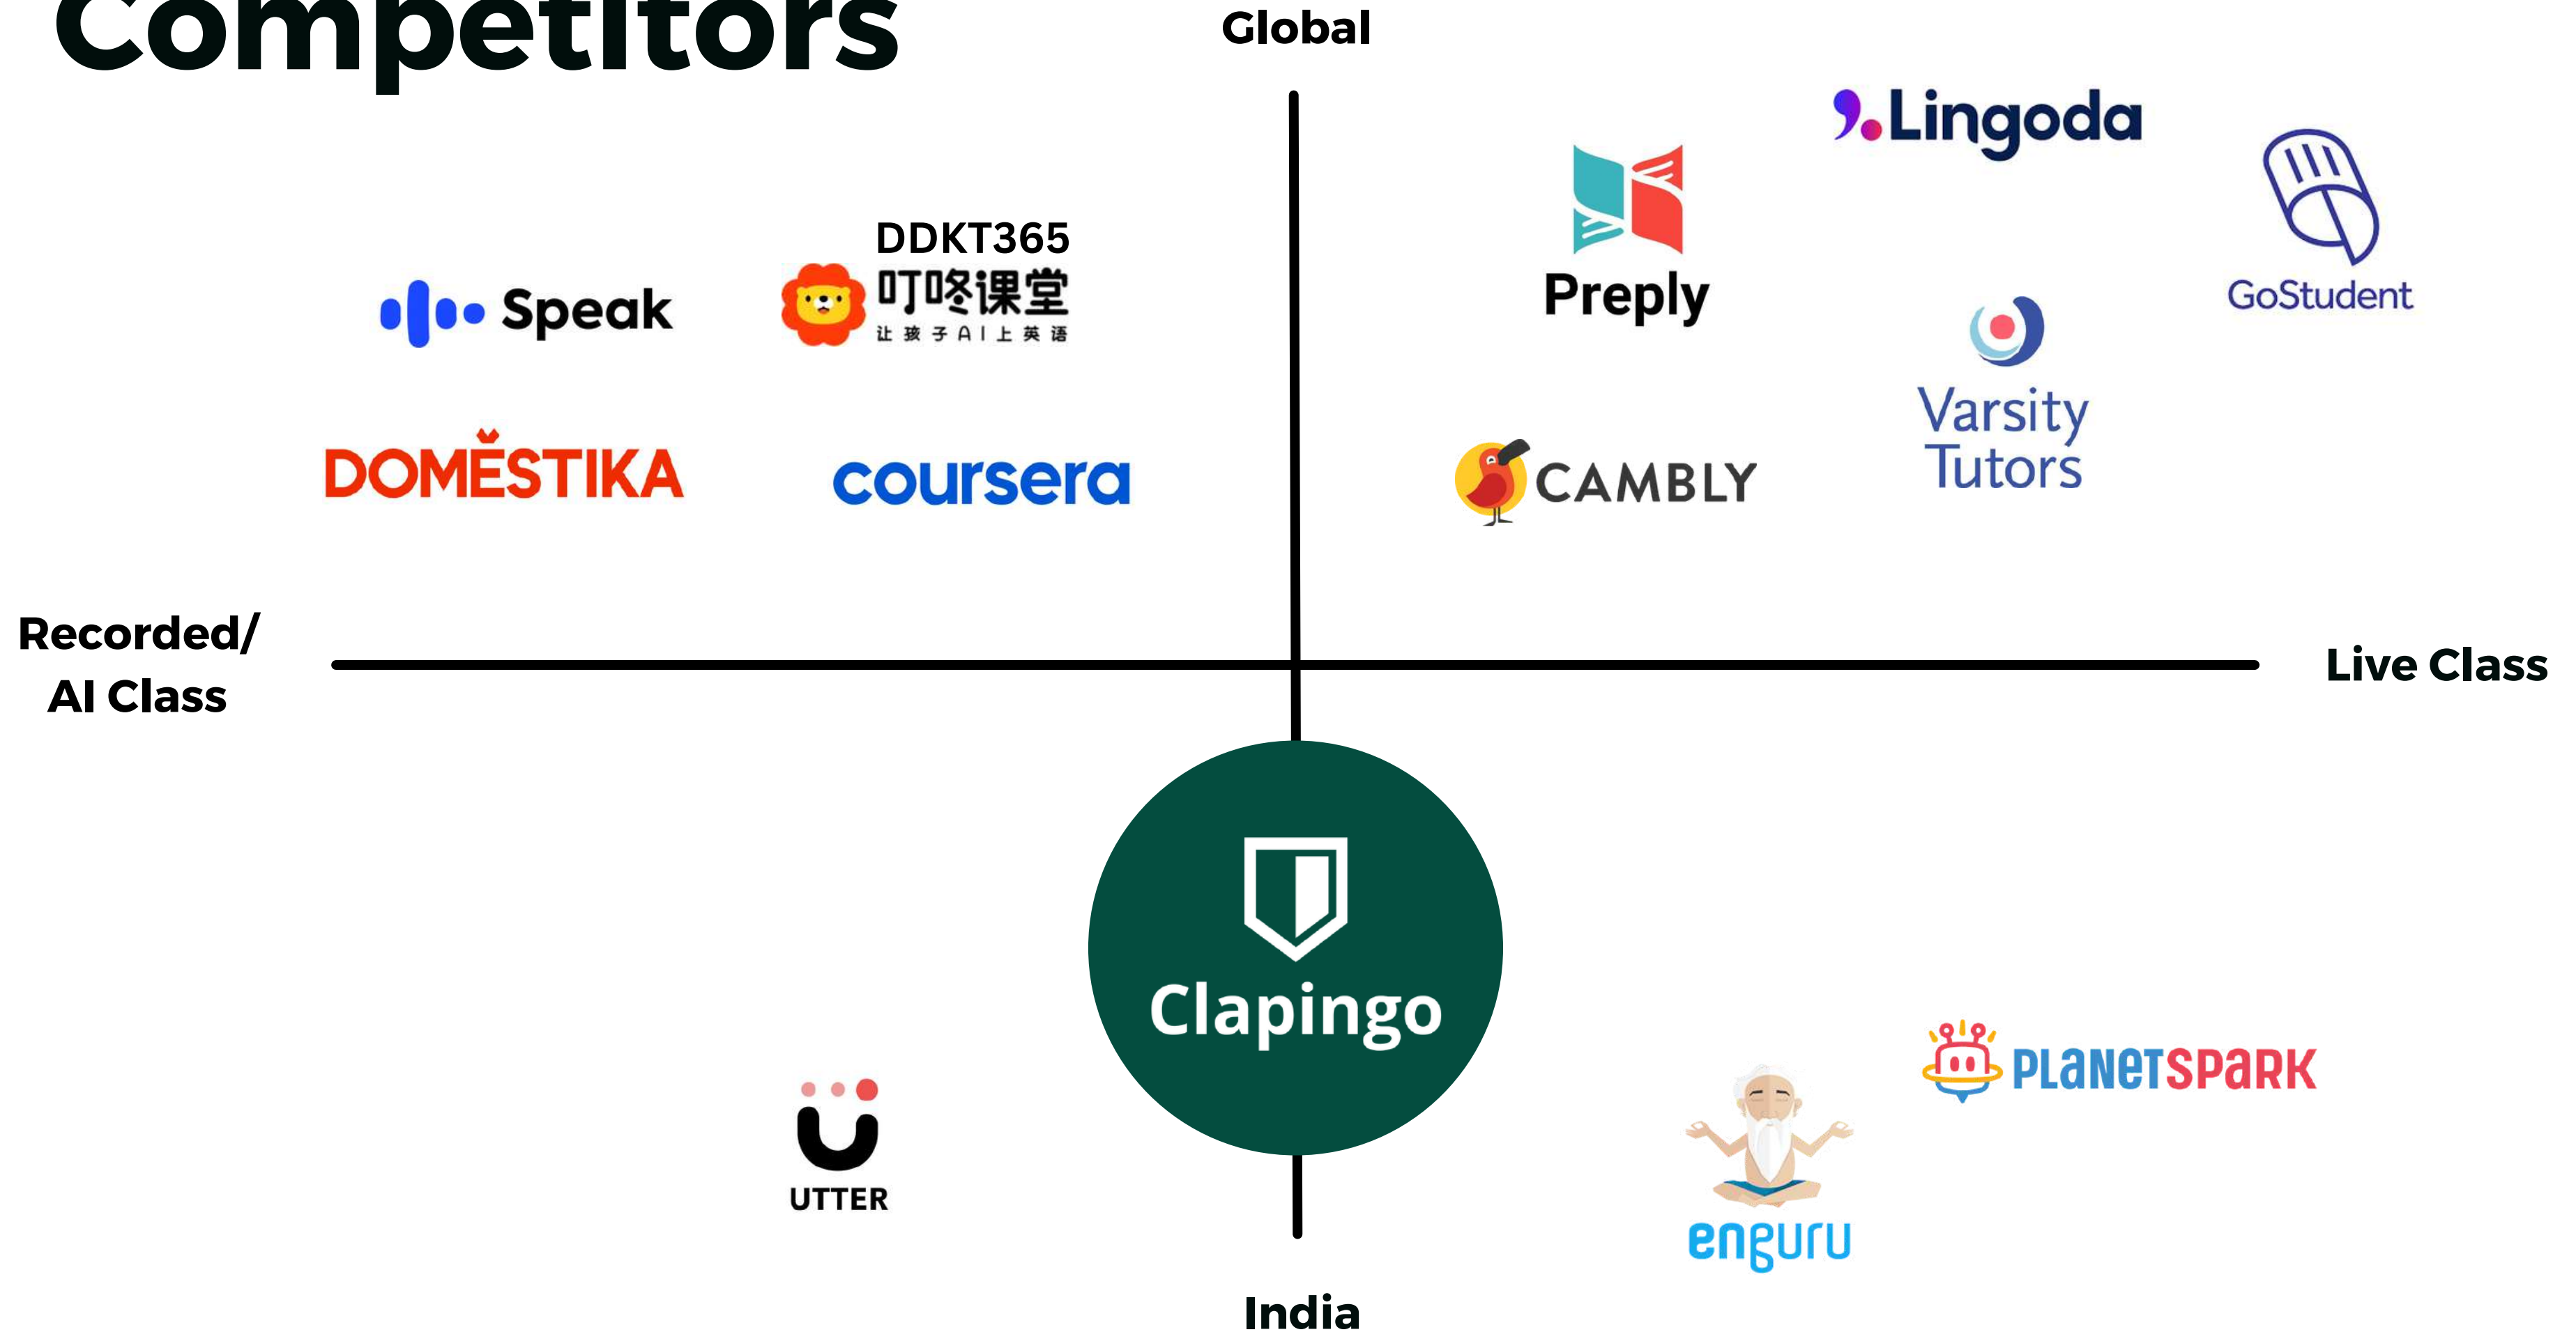 Competitors
Global
Lingoda
Preply
GoStudent
DDKT365
叮咚课堂
让孩子AI上英语
Speak
Varsity
Tutors
DOMESTIKA
coursera
CAMBLY
Recorded/
AI Class
Live Class
Clapingo
PLANETSPARK
UTTER
enguru
India